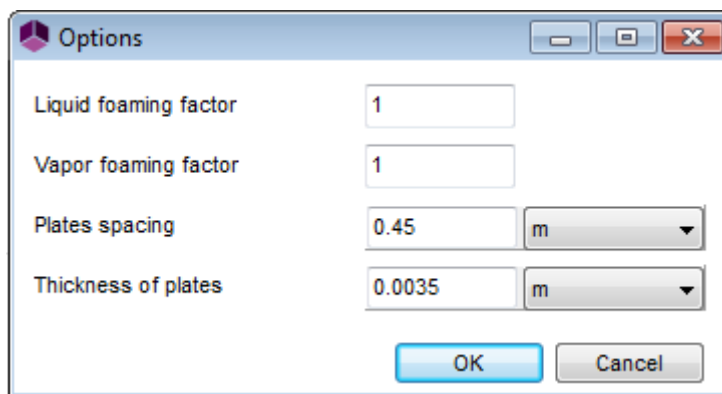 Options
Liquid foaming factor 1
Vapor foaming factor 1
Plates spacing 0.45 m
Thickness of plates 0.0035 m
OK Cancel